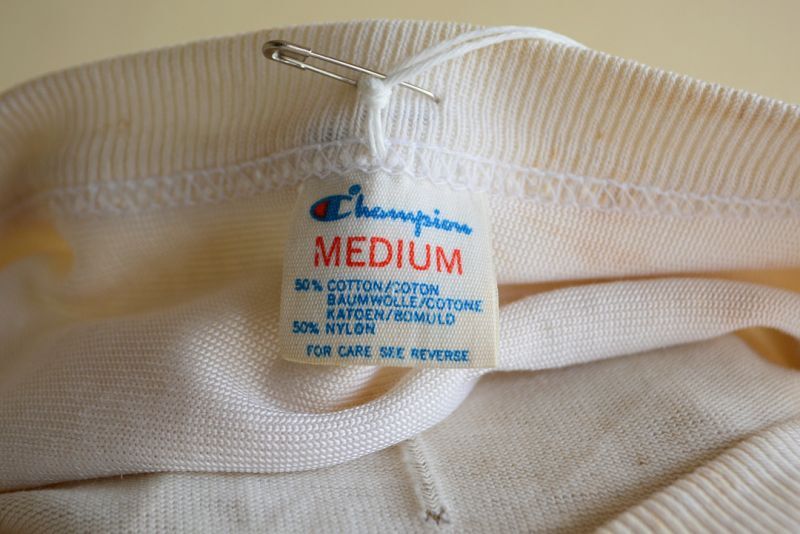 Champion
MEDIUM
50% COTTON/COTON
BAUMWOLLE/COTONE
KATOEN/BOMULD
50% NYLON
FOR CARE SEE REVERSE